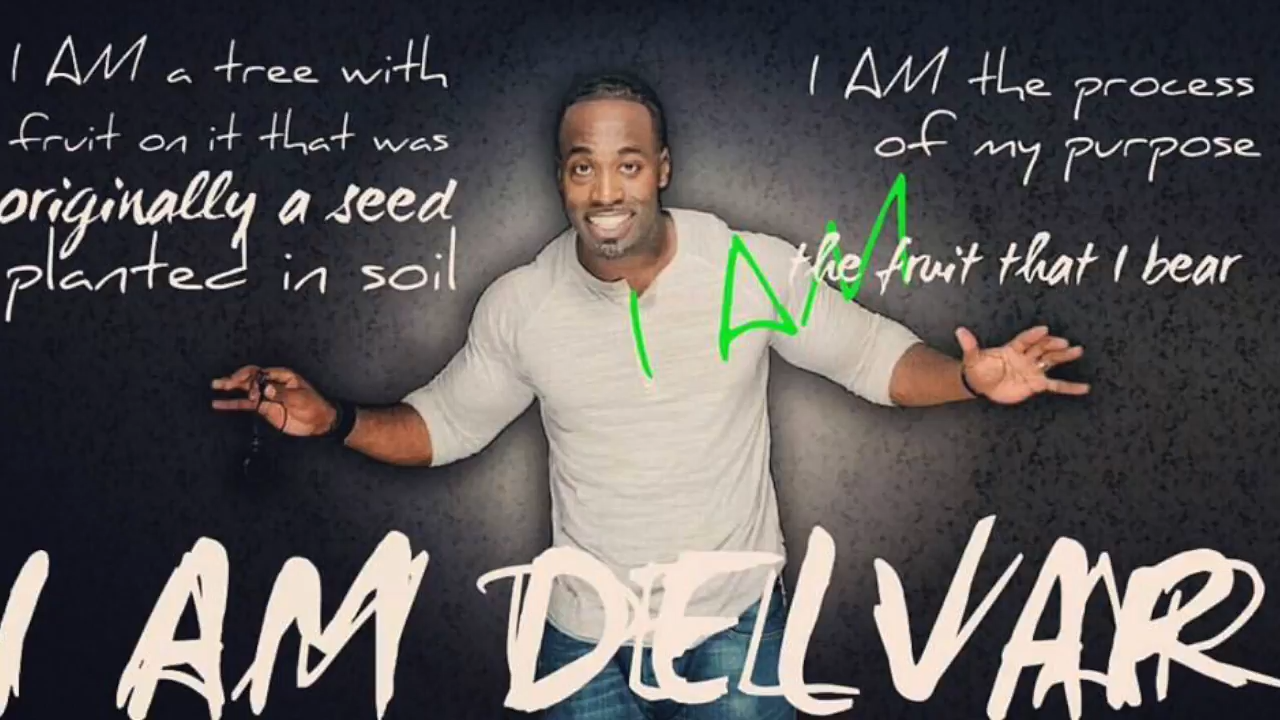 I AM a tree with
fruit on it that was
originally a seed
planted in soil
I AM the process
of my purpose
I AM
the fruit that I bear
I AM DELVAR